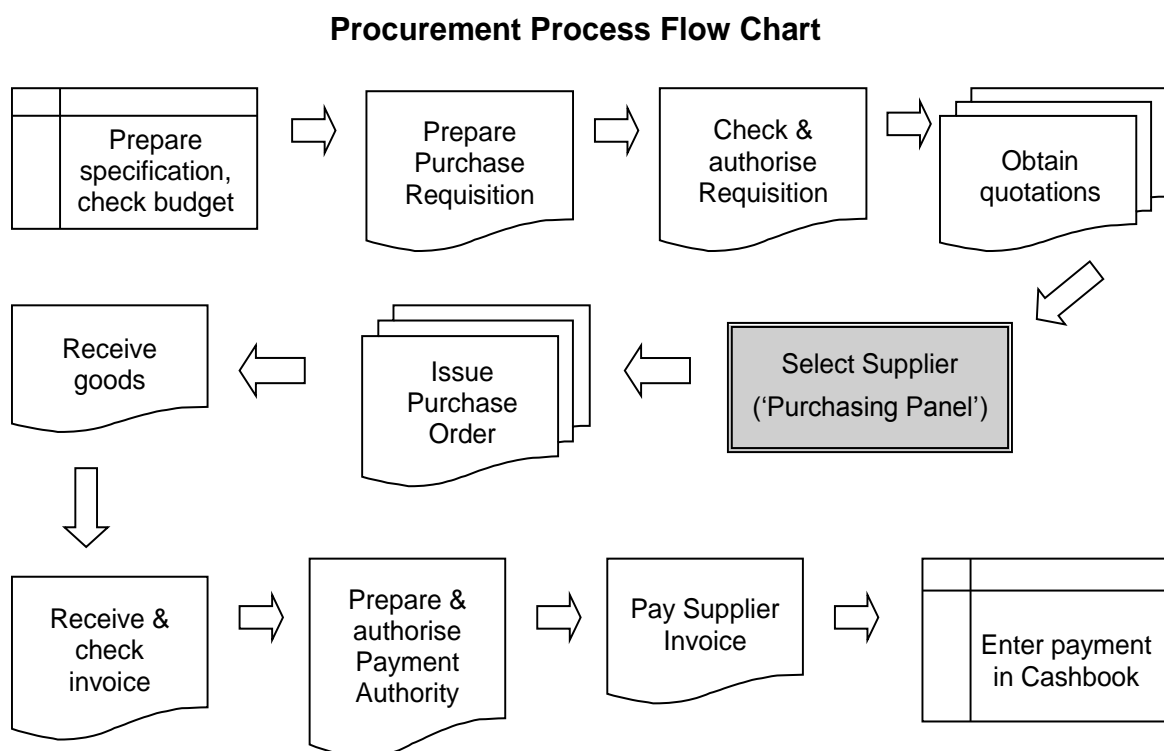 Procurement Process Flow Chart
Prepare
specification,
check budget
Prepare
Purchase
Requisition
Check &
authorise
Requisition
Obtain
quotations
Select Supplier
(‘Purchasing Panel’)
Issue
Purchase
Order
Receive
goods
Receive &
check
invoice
Prepare &
authorise
Payment
Authority
Pay Supplier
Invoice
Enter payment
in Cashbook